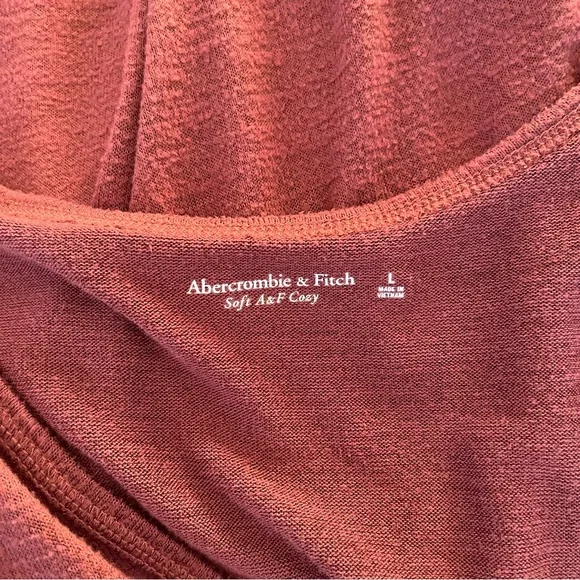 Abercrombie & Fitch
Soft A&F Cozy
L
MADE IN
VIETNAM